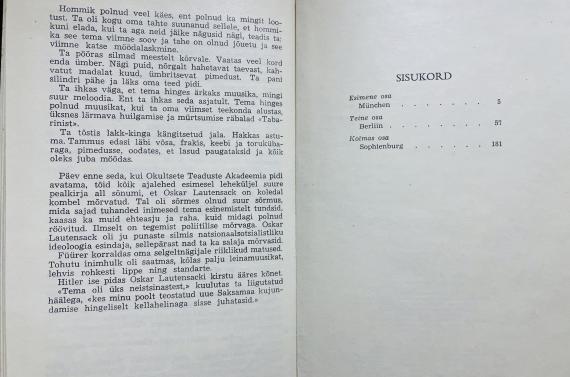 Hommik polnud veel käes, ent polnud ka mingit loo-
tust. Ta oli kogu oma tahte suunanud sellele, et hommi-
kuni elada, kui ta aga neid jäike nägusid nägi, teadis ta:
ka see tema viimne soov ja tahe on olnud jõuetu ja see
viimne katse möödalaskmine.
Ta pööras silmad meestelt kõrvale. Vaatas veel kord
enda ümber. Nägi puid, nõrgalt hahetavat taevast, kah-
vatut madalat kuud, ümbritsevat pimedust. Ta pani
silindri pähe ja läks oma teed pidi.
Ta ihkas väga, et tema hinges ärkaks muusika, mingi
suur meloodia. Ent ta ihkas seda asjatult. Tema hinges
polnud muusikat, kui ta oma viimset teekonda alustas,
üksnes lärmava huilgamise ja mürtsumise räbalad «Taba-
rinist».
Ta tõstis lakk-kinga kängitsetud jala. Hakkas astu-
ma. Tammus edasi läbi võsa, frakis, keebi ja torukübа-
raga, pimedusse, oodates, et lasud paugataksid ja kõik
oleks juba möödas.
Päev enne seda, kui Okultsete Teaduste Akadeemia pidi
avatama, tõid kõik ajalehed esimesel leheküljel suure
pealkirja all sõnumi, et Oskar Lautensack on koledal
kombel mõrvatud. Tal oli sõrmes olnud suur sõrmus,
mida sajad tuhanded inimesed tema esinemistelt tundsid,
kaasas ka muid ehteasju ja raha, kuid midagi polnud
röövitud. Ilmselt on tegemist poliitilise mõrvaga. Oskar
Lautensack oli ju punaste silmis natsionaalsotsialistliku
ideoloogia esindaja, sellepärast nad ta ka salaja mõrvasid.
Füürer korraldas oma selgeltnägijale riiklikud matused.
Tohutu inimhulk oli saatmas, kõlas palju leinamuusikat,
lehvis rohkesti lippe ning standarte.
Hitler ise pidas Oskar Lautensacki kirstu ääres kõnet.
«Tema oli üks neistsinastest,» kuulutas ta liigutatud
häälega, «kes minu poolt teostatud uue Saksamaa kujun-
damise hingeliselt kellahelinaga sisse juhatasid.»
SISUKORD
Esimene osa
München . . . . . . 5
Teine osa
Berliin . . . . . . 57
Kolmas osa
Sophienburg . . . . . 181